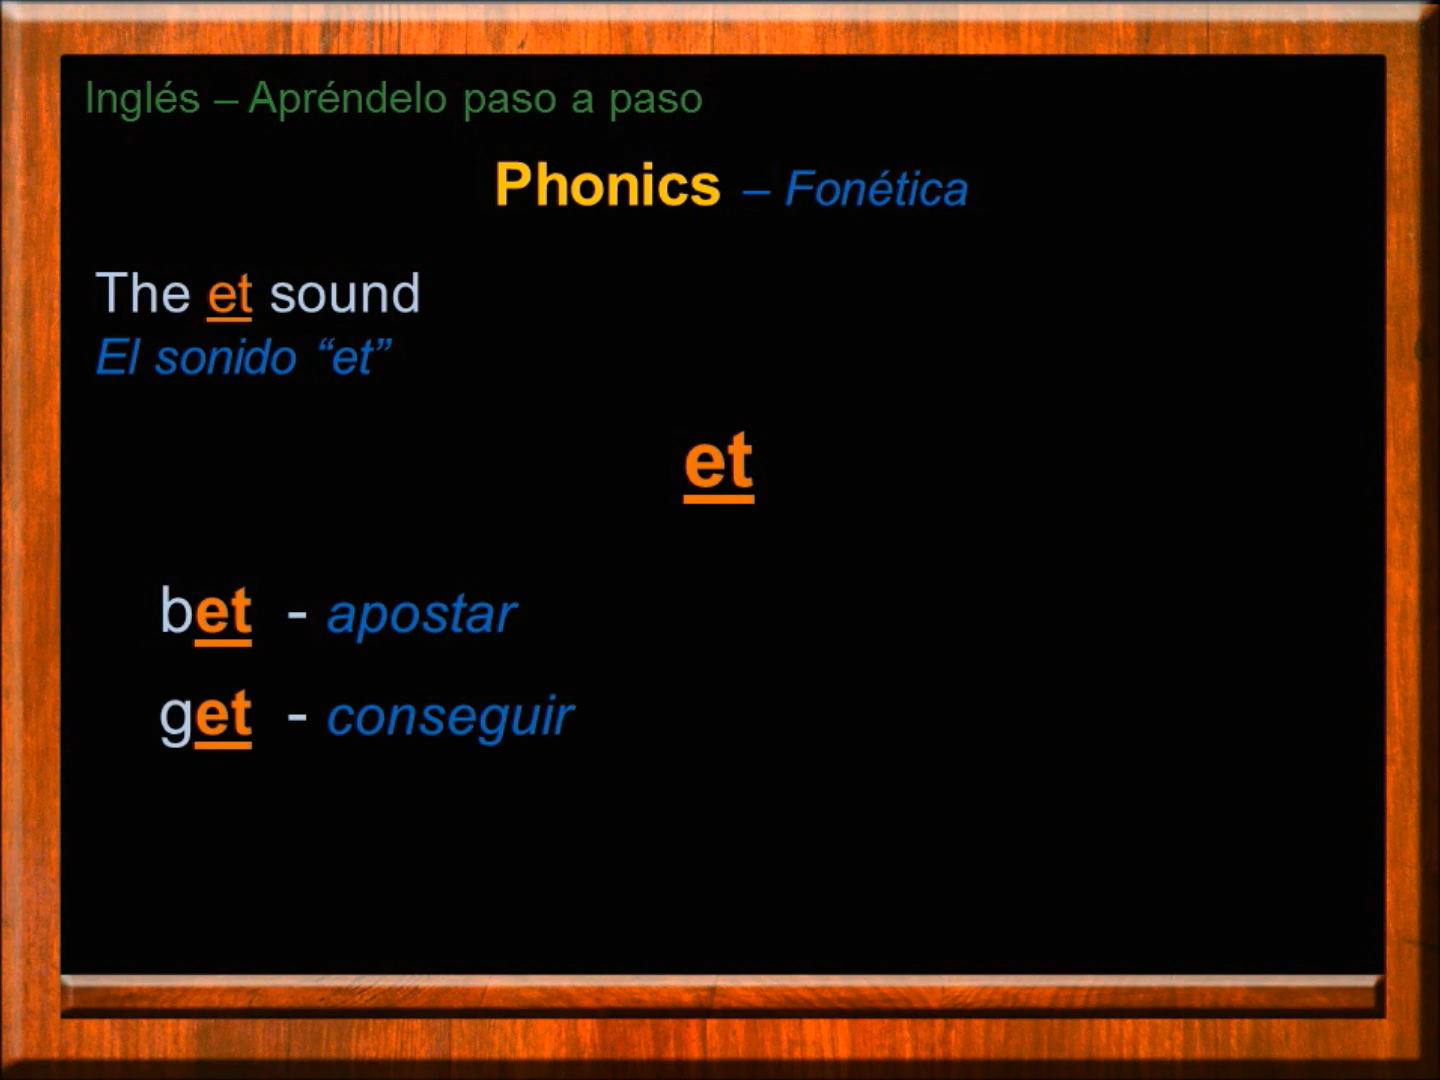 Inglés – Apréndelo paso a paso
Phonics – Fonética
The et sound
El sonido “et”
et
bet - apostar
get - conseguir